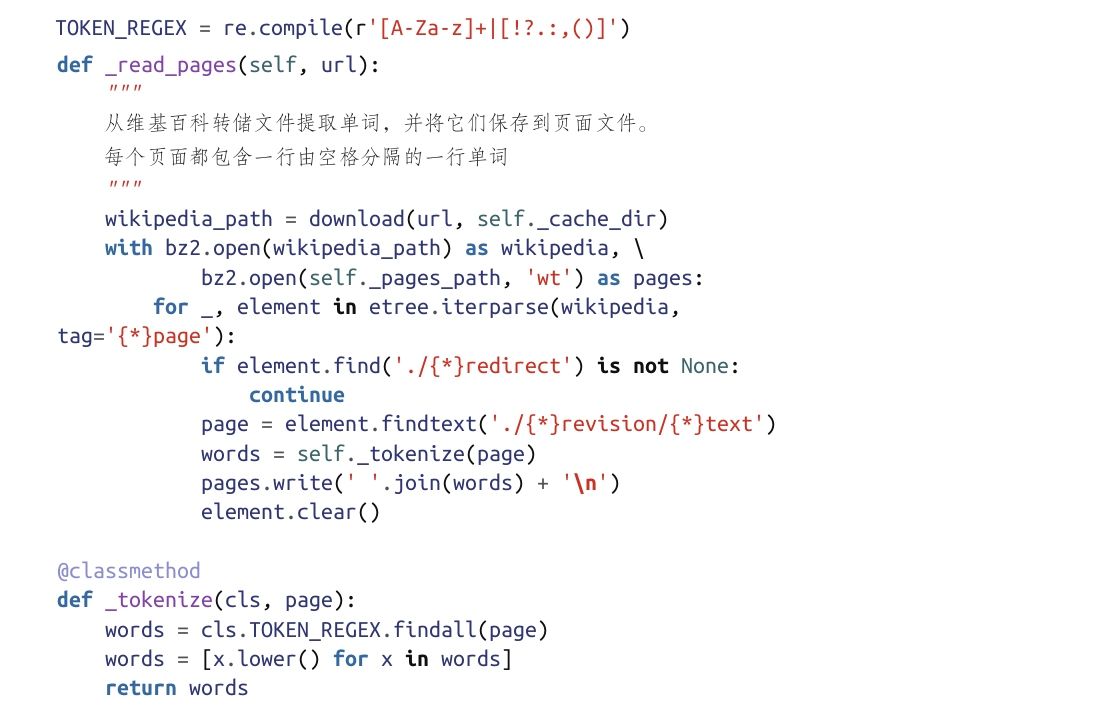 TOKEN_REGEX = re.compile(r'[A-Za-z]+|[!?.:,()]')
def _read_pages(self, url):
    """
    从维基百科转储文件提取单词，并将它们保存到页面文件。
    每个页面都包含一行由空格分隔的一行单词
    """
    wikipedia_path = download(url, self._cache_dir)
    with bz2.open(wikipedia_path) as wikipedia, \
            bz2.open(self._pages_path, 'wt') as pages:
        for _, element in etree.iterparse(wikipedia,
tag='{*}page'):
            if element.find('./{*}redirect') is not None:
                continue
            page = element.findtext('./{*}revision/{*}text')
            words = self._tokenize(page)
            pages.write(' '.join(words) + '\n')
            element.clear()

@classmethod
def _tokenize(cls, page):
    words = cls.TOKEN_REGEX.findall(page)
    words = [x.lower() for x in words]
    return words